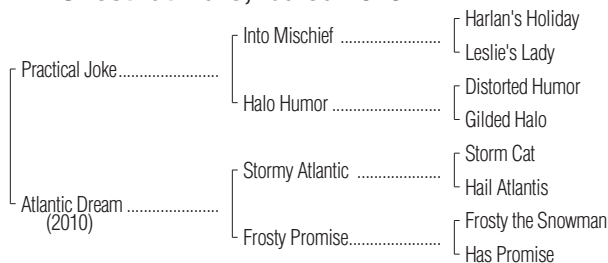 Harlan's Holiday
Into Mischief ......................
Leslie's Lady
Practical Joke ......................
Distorted Humor
Halo Humor ........................
Gilded Halo
Storm Cat
Stormy Atlantic ..................
Hail Atlantis
Atlantic Dream ....................
(2010)
Frosty the Snowman
Frosty Promise....................
Has Promise